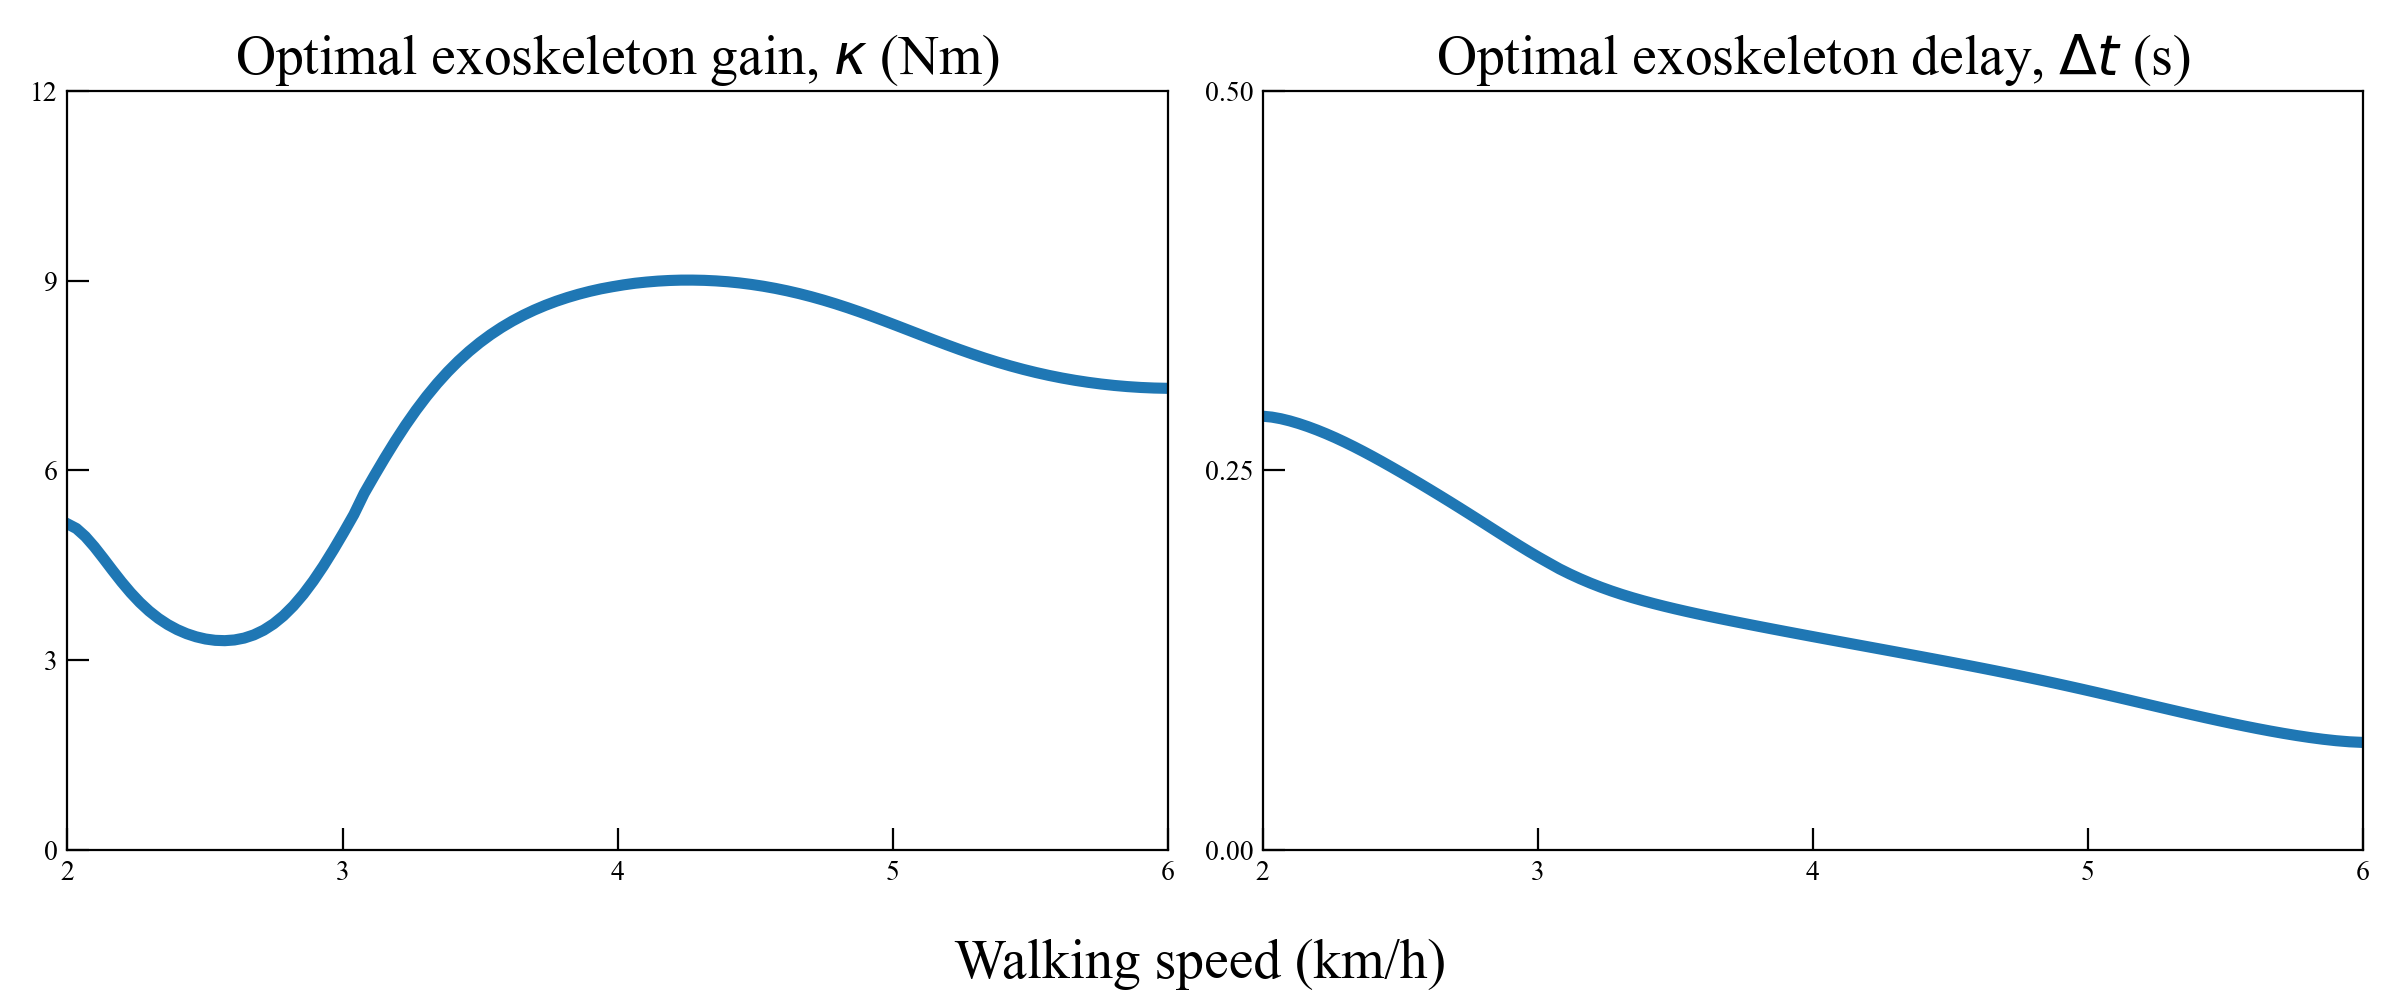 Optimal exoskeleton gain, κ (Nm)
12
9
6
3
0
2 3 4 5 6
Optimal exoskeleton delay, Δt (s)
0.50
0.25
0.00
2 3 4 5 6
Walking speed (km/h)